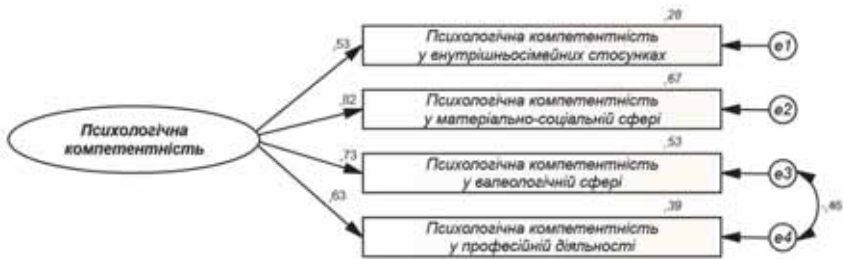 ,28
Психологічна компетентність
у внутрішньосімейних стосунках
e1
,53
,67
Психологічна компетентність
у матеріально-соціальній сфері
e2
,82
Психологічна
компетентність
,53
Психологічна компетентність
у валеологічній сфері
e3
,73
-,46
,39
Психологічна компетентність
у професійній діяльності
e4
,63